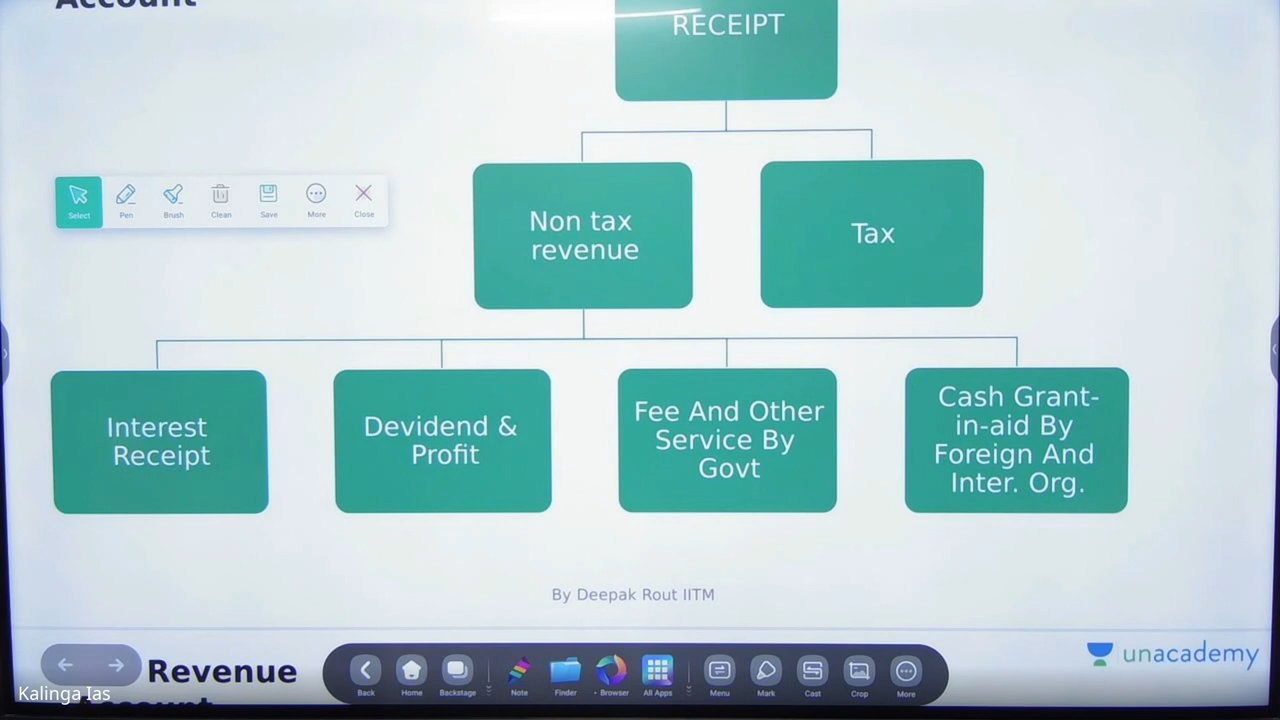 Account
RECEIPT
Non tax
revenue
Tax
Select
Pen
Brush
Clean
Save
More
Close
Interest
Receipt
Devidend &
Profit
Fee And Other
Service By
Govt
Cash Grant-
in-aid By
Foreign And
Inter. Org.
By Deepak Rout IITM
Revenue
Account
unacademy
Back
Home
Backstage
Note
Finder
Browser
All Apps
Menu
Mark
Cast
Crop
More
Kalinga Ias